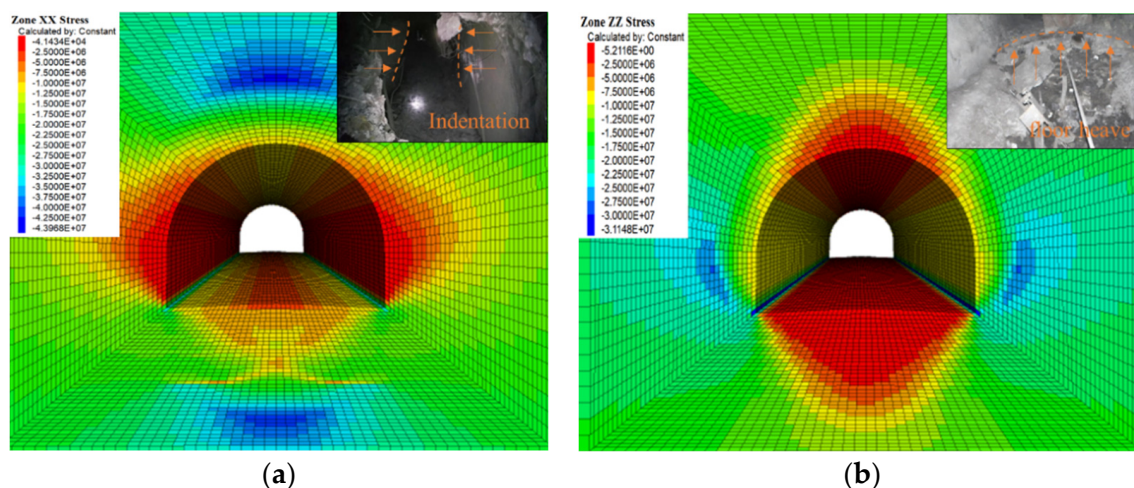 Zone XX Stress
Calculated by: Constant
-4.1434E+04
-2.5000E+06
-5.0000E+06
-7.5000E+06
-1.0000E+07
-1.2500E+07
-1.5000E+07
-1.7500E+07
-2.0000E+07
-2.2500E+07
-2.5000E+07
-2.7500E+07
-3.0000E+07
-3.2500E+07
-3.5000E+07
-3.7500E+07
-4.0000E+07
-4.2500E+07
-4.3968E+07
Indentation
(a)
Zone ZZ Stress
Calculated by: Constant
-5.2116E+00
-2.5000E+06
-5.0000E+06
-7.5000E+06
-1.0000E+07
-1.2500E+07
-1.5000E+07
-1.7500E+07
-2.0000E+07
-2.2500E+07
-2.5000E+07
-2.7500E+07
-3.0000E+07
-3.1148E+07
floor heave
(b)